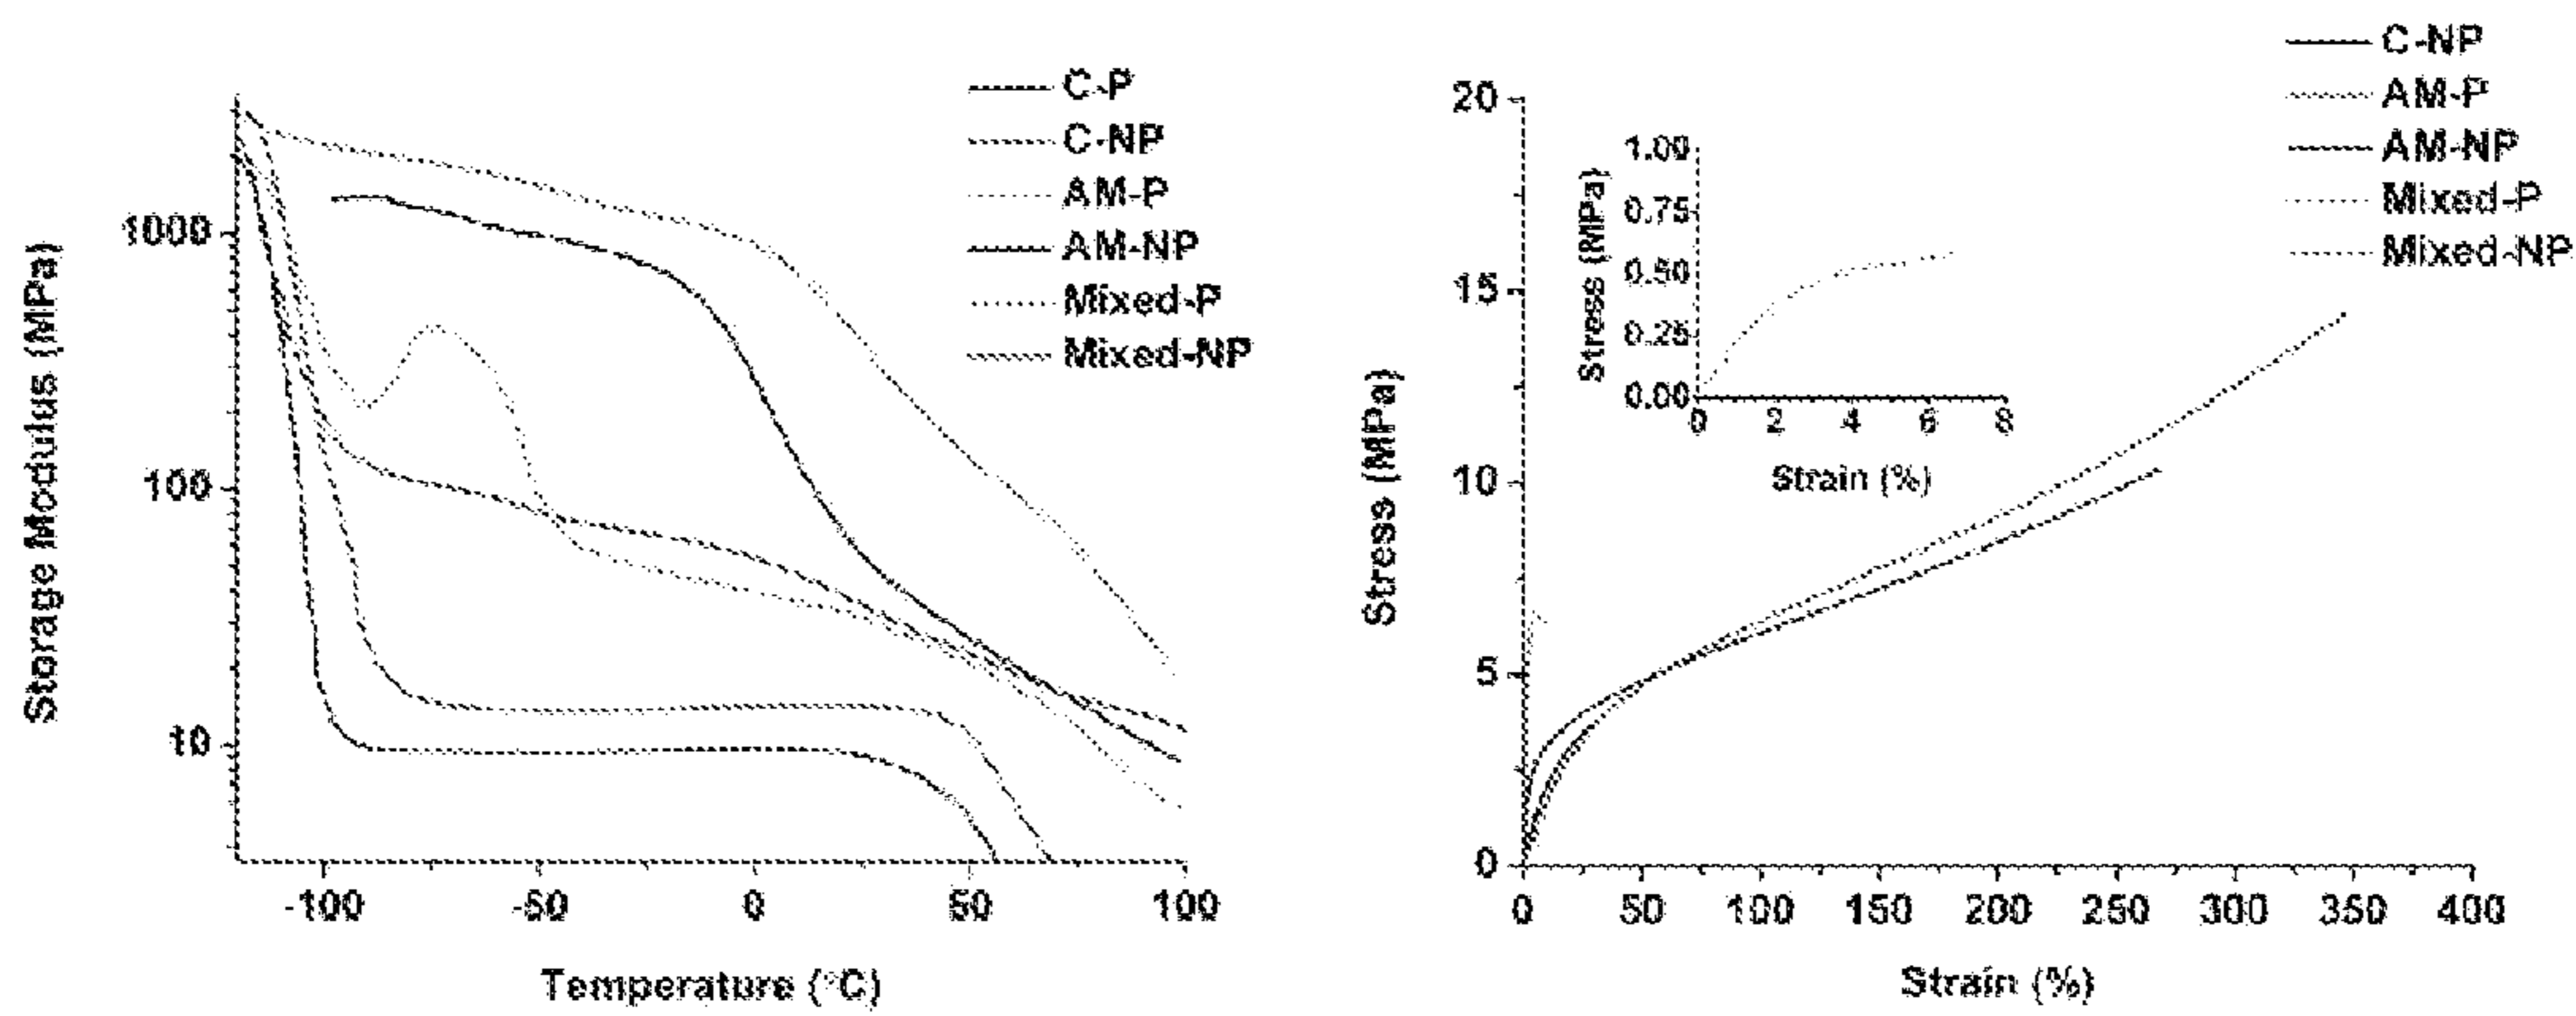 C-P
C-NP
AM-P
AM-NP
Mixed-P
Mixed-NP
1000
100
10
Storage Modulus (MPa)
-100 -50 0 50 100
Temperature (°C)
C-NP
AM-P
AM-NP
Mixed-P
Mixed-NP
20
15
10
5
0
Stress (MPa)
0 50 100 150 200 250 300 350 400
Strain (%)
1.00
0.75
0.50
0.25
0.00
Stress (MPa)
0 2 4 6 8
Strain (%)